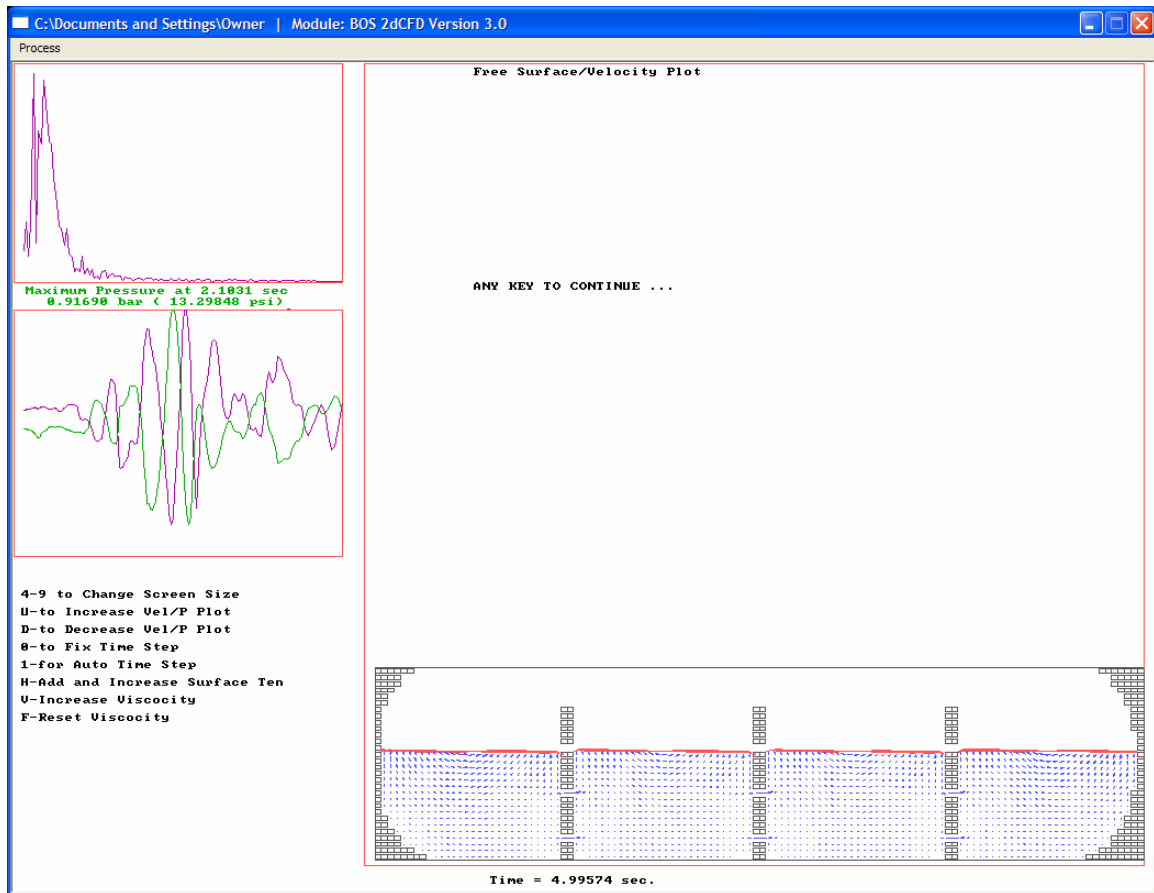 C:\Documents and Settings\Owner | Module: BOS 2dCFD Version 3.0
Process
Free Surface/Velocity Plot
Maximum Pressure at 2.1031 sec
0.91690 bar ( 13.29848 psi)
ANY KEY TO CONTINUE ...
4-9 to Change Screen Size
U-to Increase Vel/P Plot
D-to Decrease Vel/P Plot
0-to Fix Time Step
1-for Auto Time Step
H-Add and Increase Surface Ten
V-Increase Viscocity
F-Reset Viscocity
Time = 4.99574 sec.